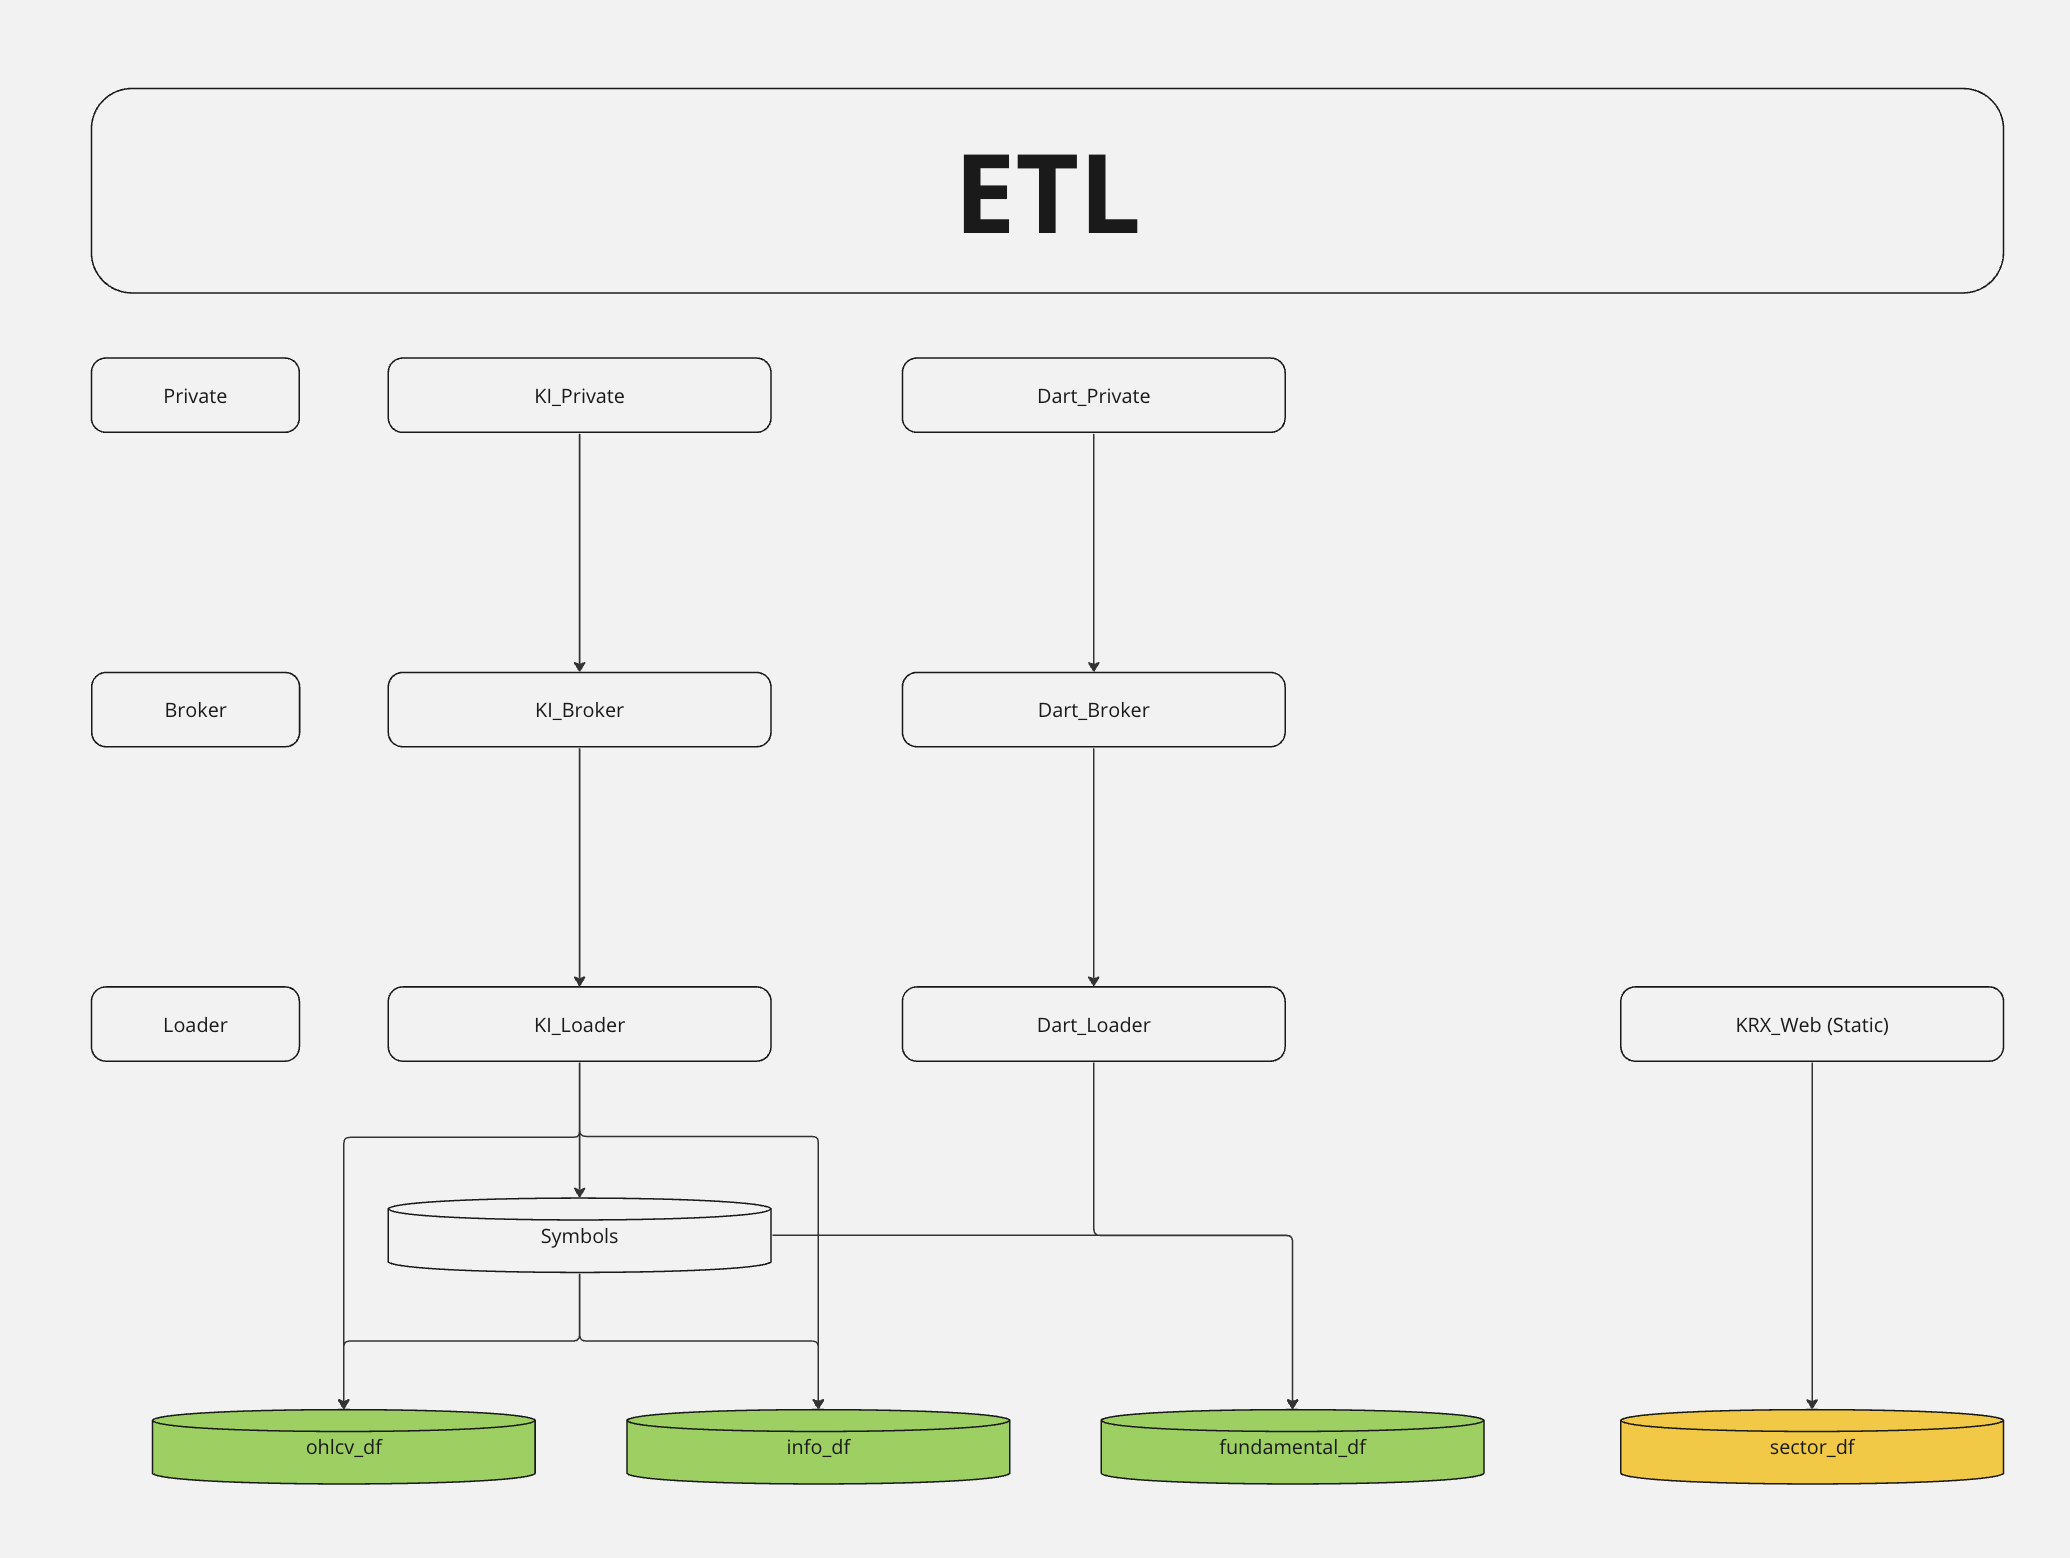 ETL
Private
KI_Private
Dart_Private
Broker
KI_Broker
Dart_Broker
Loader
KI_Loader
Dart_Loader
KRX_Web (Static)
Symbols
ohlcv_df
info_df
fundamental_df
sector_df